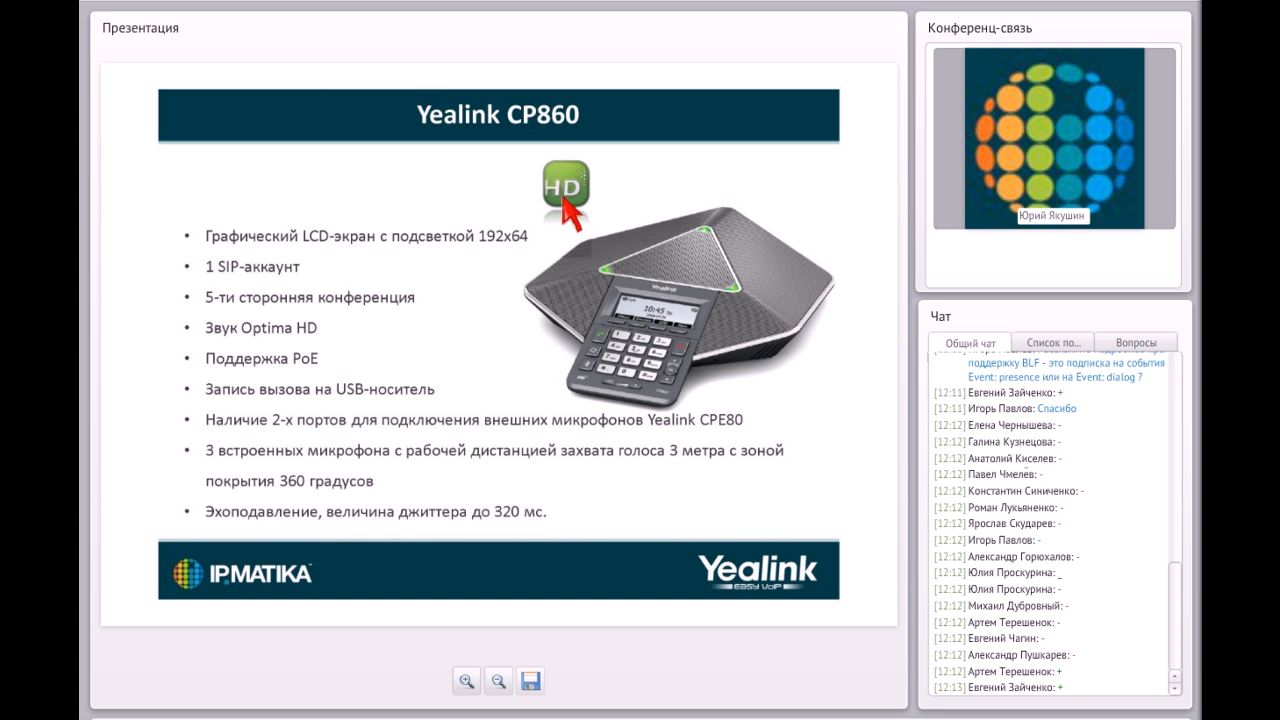 Презентация
Yealink CP860
HD
Графический LCD-экран с подсветкой 192x64
1 SIP-аккаунт
5-ти сторонняя конференция
Звук Optima HD
Поддержка PoE
Запись вызова на USB-носитель
Наличие 2-х портов для подключения внешних микрофонов Yealink CPE80
3 встроенных микрофона с рабочей дистанцией захвата голоса 3 метра с зоной
покрытия 360 градусов
Эхоподавление, величина джиттера до 320 мс.
Yealink
10:45
IPMATIKA
Yealink
EASY VoIP
Конференц-связь
Юрий Якушин
Чат
Общий чат
Список по...
Вопросы
поддержку BLF - это подписка на события
Event: presence или на Event: dialog ?
[12:11] Евгений Зайченко: +
[12:11] Игорь Павлов: Спасибо
[12:12] Елена Чернышева: -
[12:12] Галина Кузнецова: -
[12:12] Анатолий Киселев: -
[12:12] Павел Чмелёв: -
[12:12] Константин Синиченко: -
[12:12] Роман Лукьяненко: -
[12:12] Ярослав Скударев: -
[12:12] Игорь Павлов: -
[12:12] Александр Горюхалов: -
[12:12] Юлия Проскурина: _
[12:12] Юлия Проскурина: -
[12:12] Михаил Дубровный: -
[12:12] Артем Терешенок: -
[12:12] Евгений Чагин: -
[12:12] Александр Пушкарев: -
[12:12] Артем Терешенок: +
[12:13] Евгений Зайченко: +